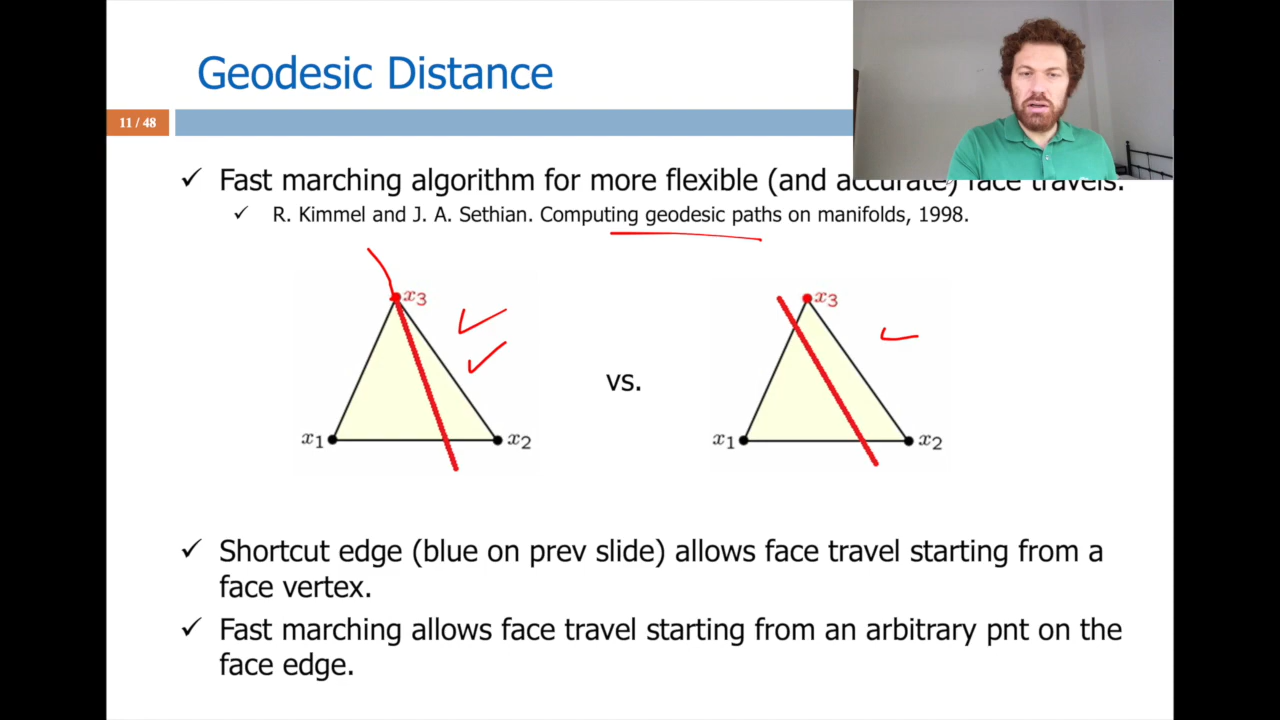 Geodesic Distance
11 / 48
✓ Fast marching algorithm for more flexible (and accurate) face travels.
✓ R. Kimmel and J. A. Sethian. Computing geodesic paths on manifolds, 1998.
x3 x3
vs.
x1 x2 x1 x2
✓ Shortcut edge (blue on prev slide) allows face travel starting from a
face vertex.
✓ Fast marching allows face travel starting from an arbitrary pnt on the
face edge.